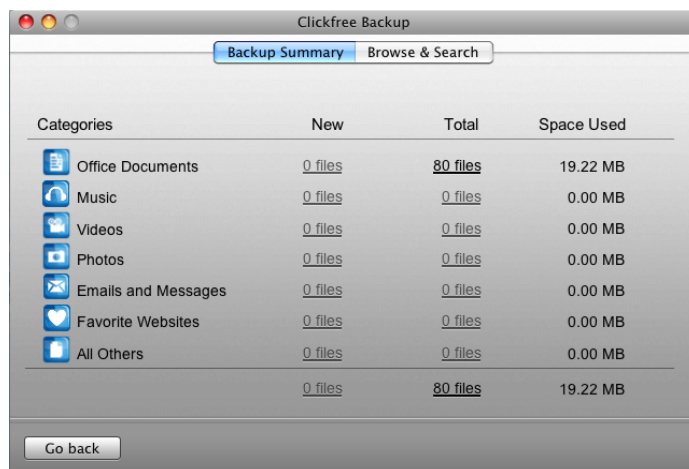 Clickfree Backup
Backup Summary Browse & Search
Categories New Total Space Used
Office Documents 0 files 80 files 19.22 MB
Music 0 files 0 files 0.00 MB
Videos 0 files 0 files 0.00 MB
Photos 0 files 0 files 0.00 MB
Emails and Messages 0 files 0 files 0.00 MB
Favorite Websites 0 files 0 files 0.00 MB
All Others 0 files 0 files 0.00 MB
0 files 80 files 19.22 MB
Go back